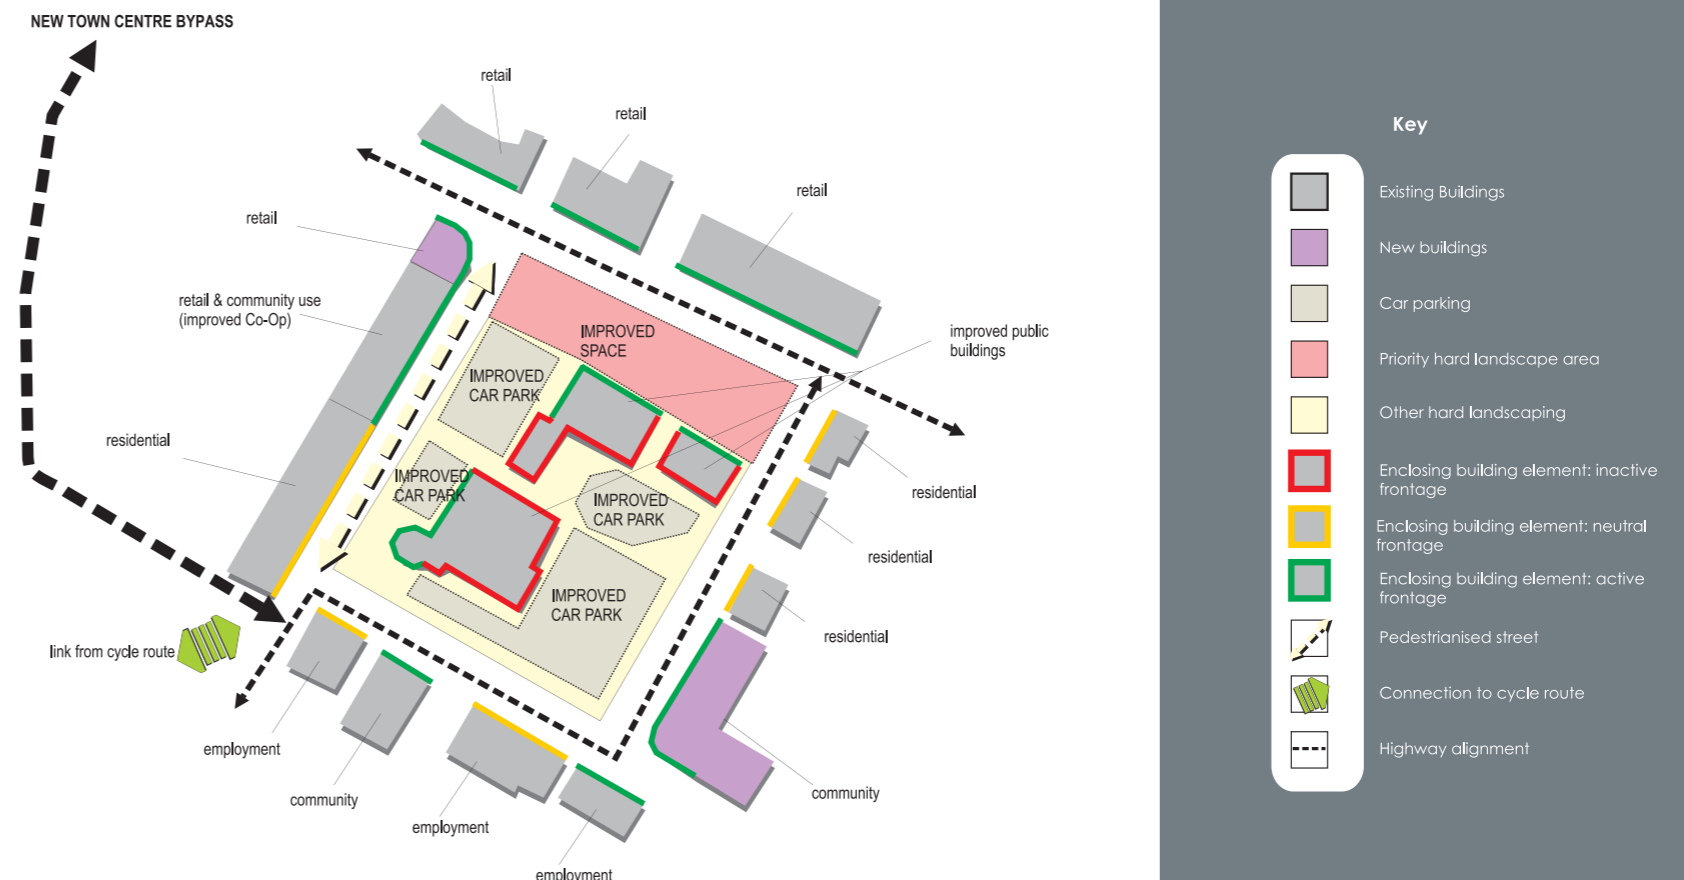 NEW TOWN CENTRE BYPASS
retail
retail
retail
retail
retail & community use
(improved Co-Op)
residential
IMPROVED
SPACE
improved public
buildings
IMPROVED
CAR PARK
IMPROVED
CAR PARK
IMPROVED
CAR PARK
IMPROVED
CAR PARK
residential
residential
residential
link from cycle route
employment
community
employment
employment
community
Key
Existing Buildings
New buildings
Car parking
Priority hard landscape area
Other hard landscaping
Enclosing building element: inactive
frontage
Enclosing building element: neutral
frontage
Enclosing building element: active
frontage
Pedestrianised street
Connection to cycle route
Highway alignment